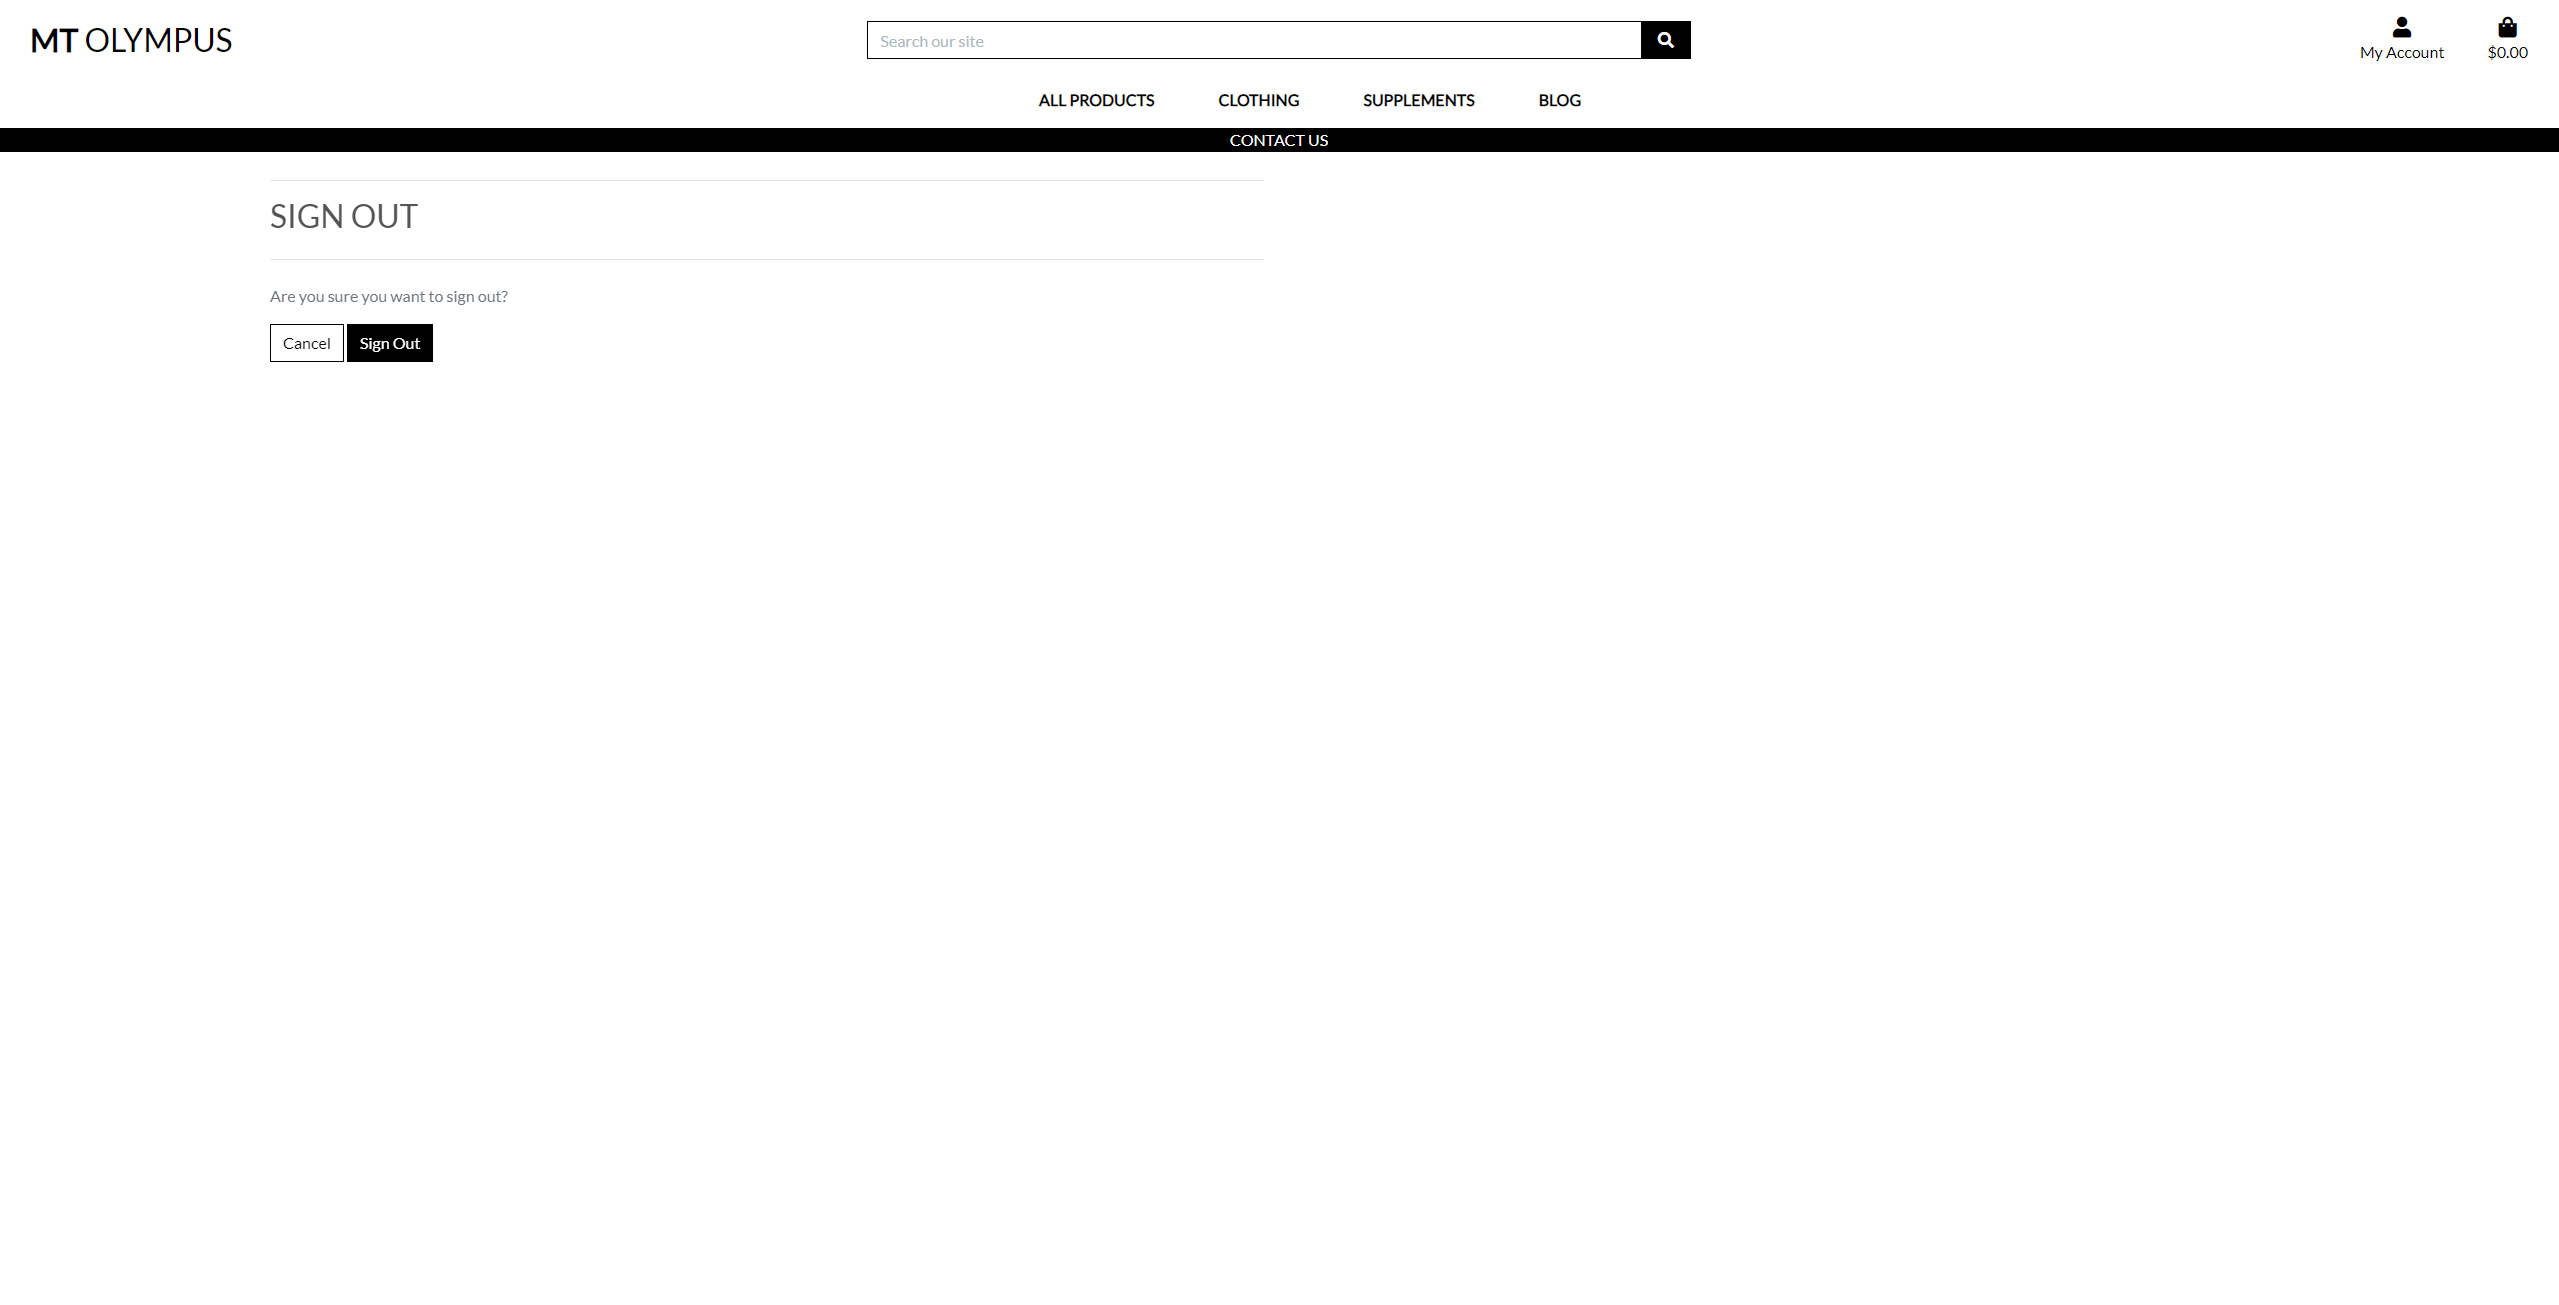 MT OLYMPUS
Search our site
My Account
$0.00
ALL PRODUCTS CLOTHING SUPPLEMENTS BLOG
CONTACT US
SIGN OUT
Are you sure you want to sign out?
Cancel Sign Out